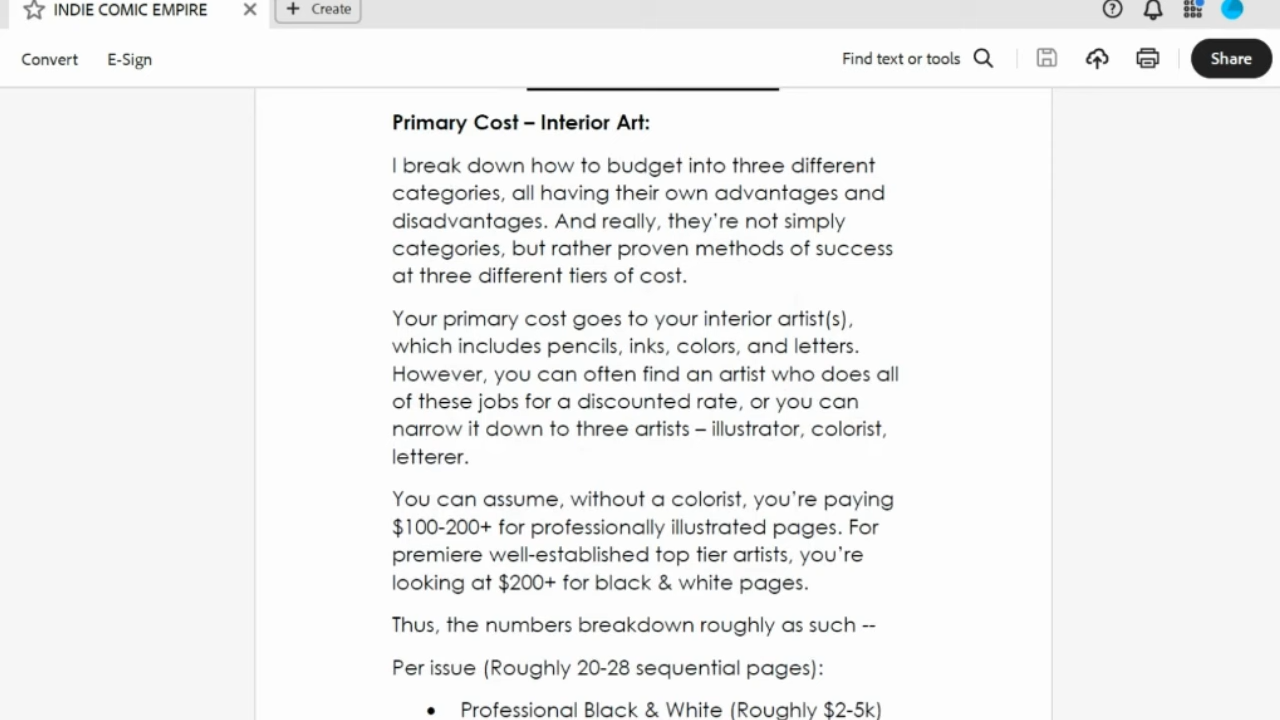 INDIE COMIC EMPIRE
+ Create
Convert E-Sign Find text or tools Share
Primary Cost – Interior Art:
I break down how to budget into three different
categories, all having their own advantages and
disadvantages. And really, they're not simply
categories, but rather proven methods of success
at three different tiers of cost.
Your primary cost goes to your interior artist(s),
which includes pencils, inks, colors, and letters.
However, you can often find an artist who does all
of these jobs for a discounted rate, or you can
narrow it down to three artists – illustrator, colorist,
letterer.
You can assume, without a colorist, you're paying
$100-200+ for professionally illustrated pages. For
premiere well-established top tier artists, you're
looking at $200+ for black & white pages.
Thus, the numbers breakdown roughly as such --
Per issue (Roughly 20-28 sequential pages):
• Professional Black & White (Roughly $2-5k)